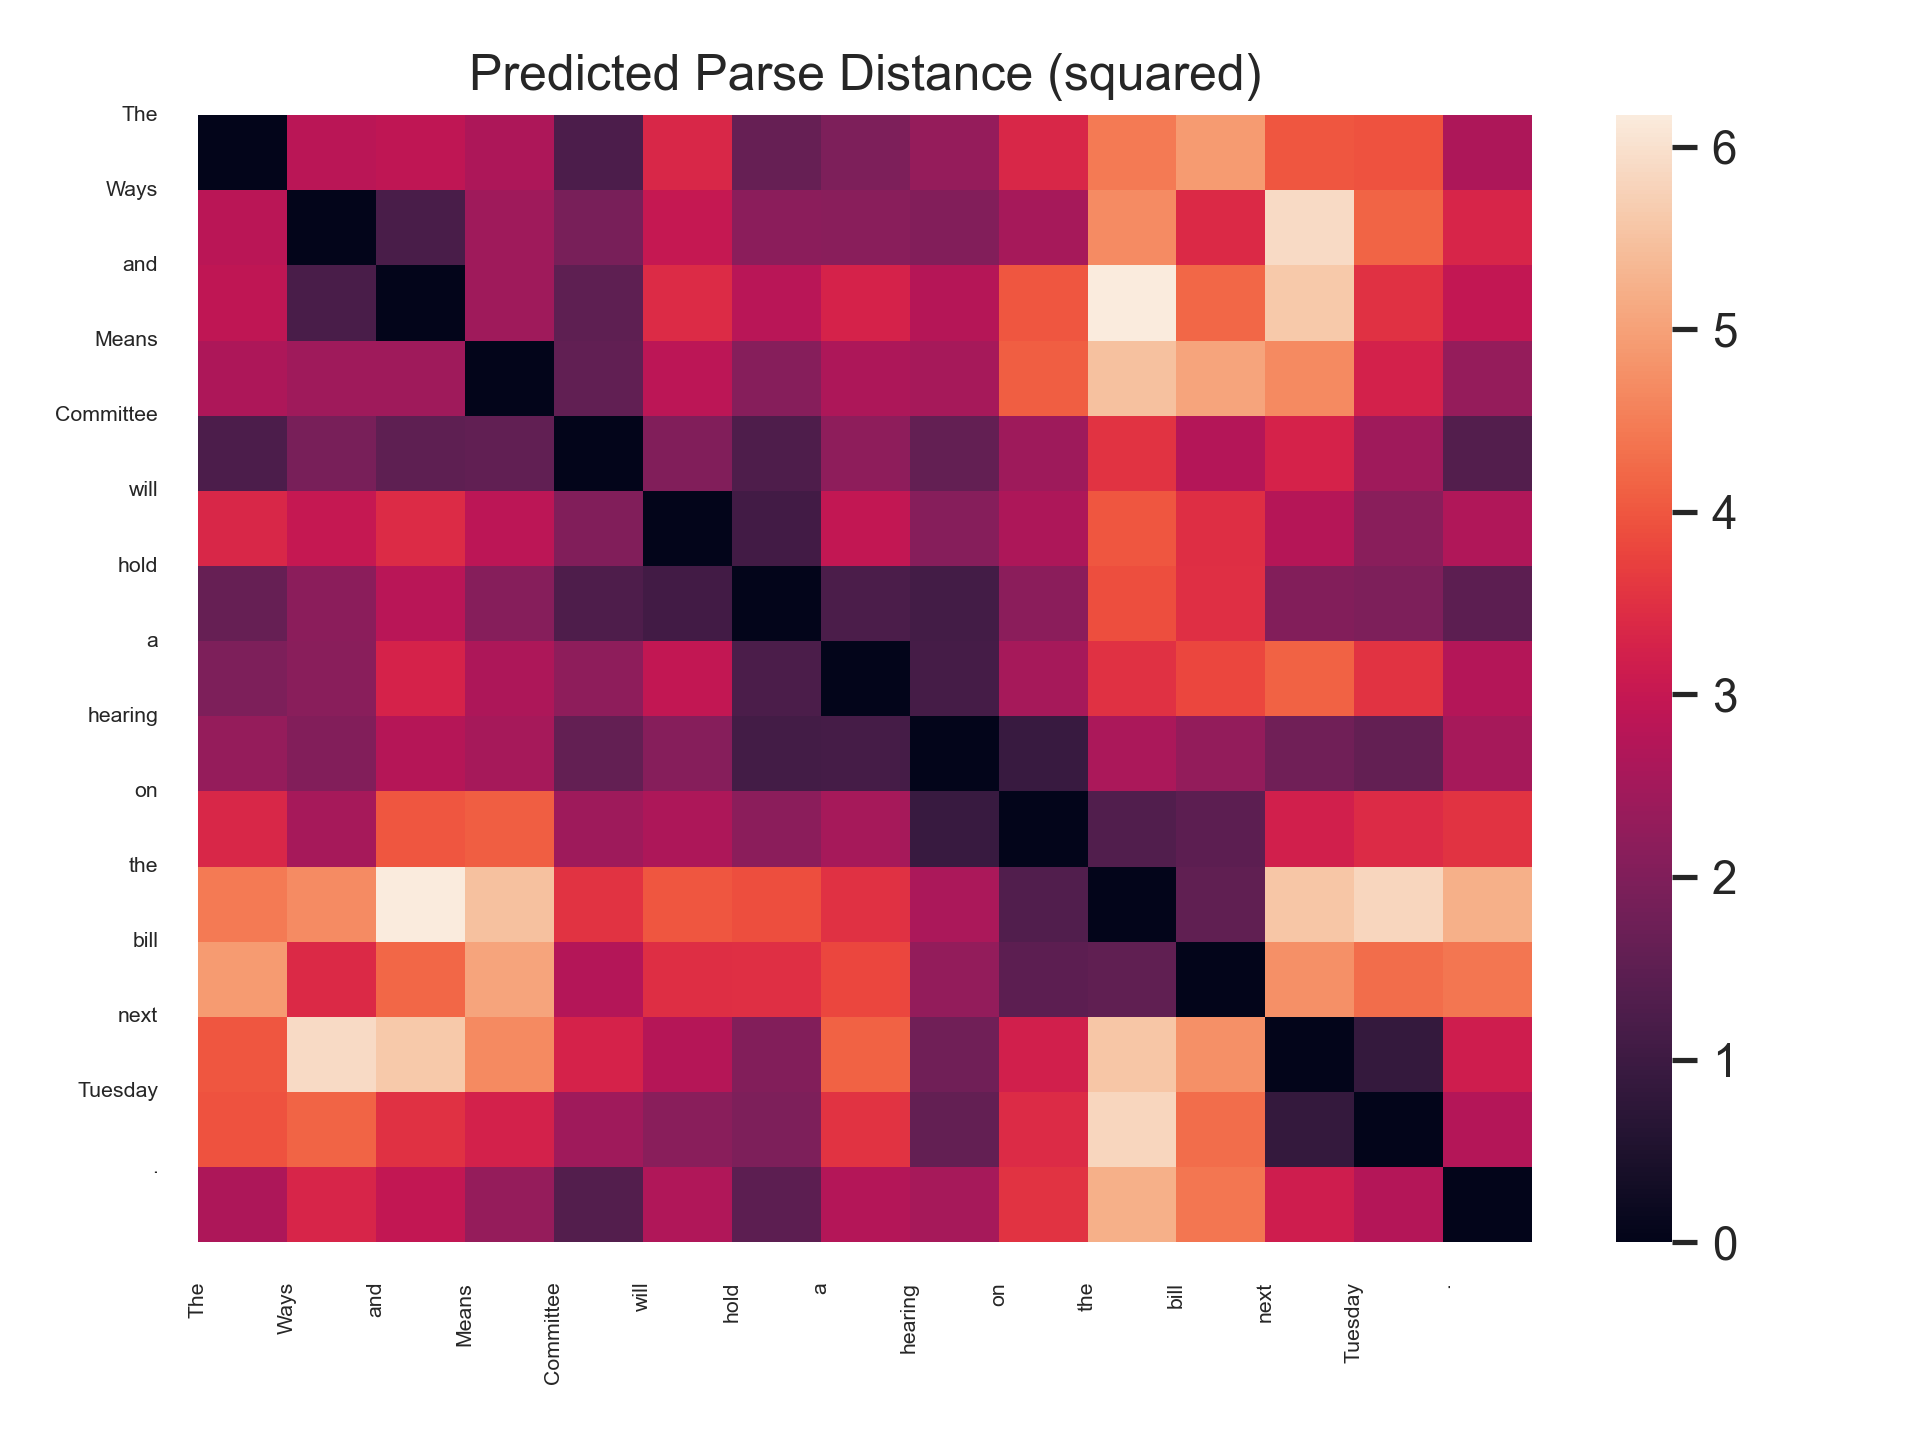 Predicted Parse Distance (squared)
The
Ways
and
Means
Committee
will
hold
a
hearing
on
the
bill
next
Tuesday
.
The
Ways
and
Means
Committee
will
hold
a
hearing
on
the
bill
next
Tuesday
.
6
5
4
3
2
1
0